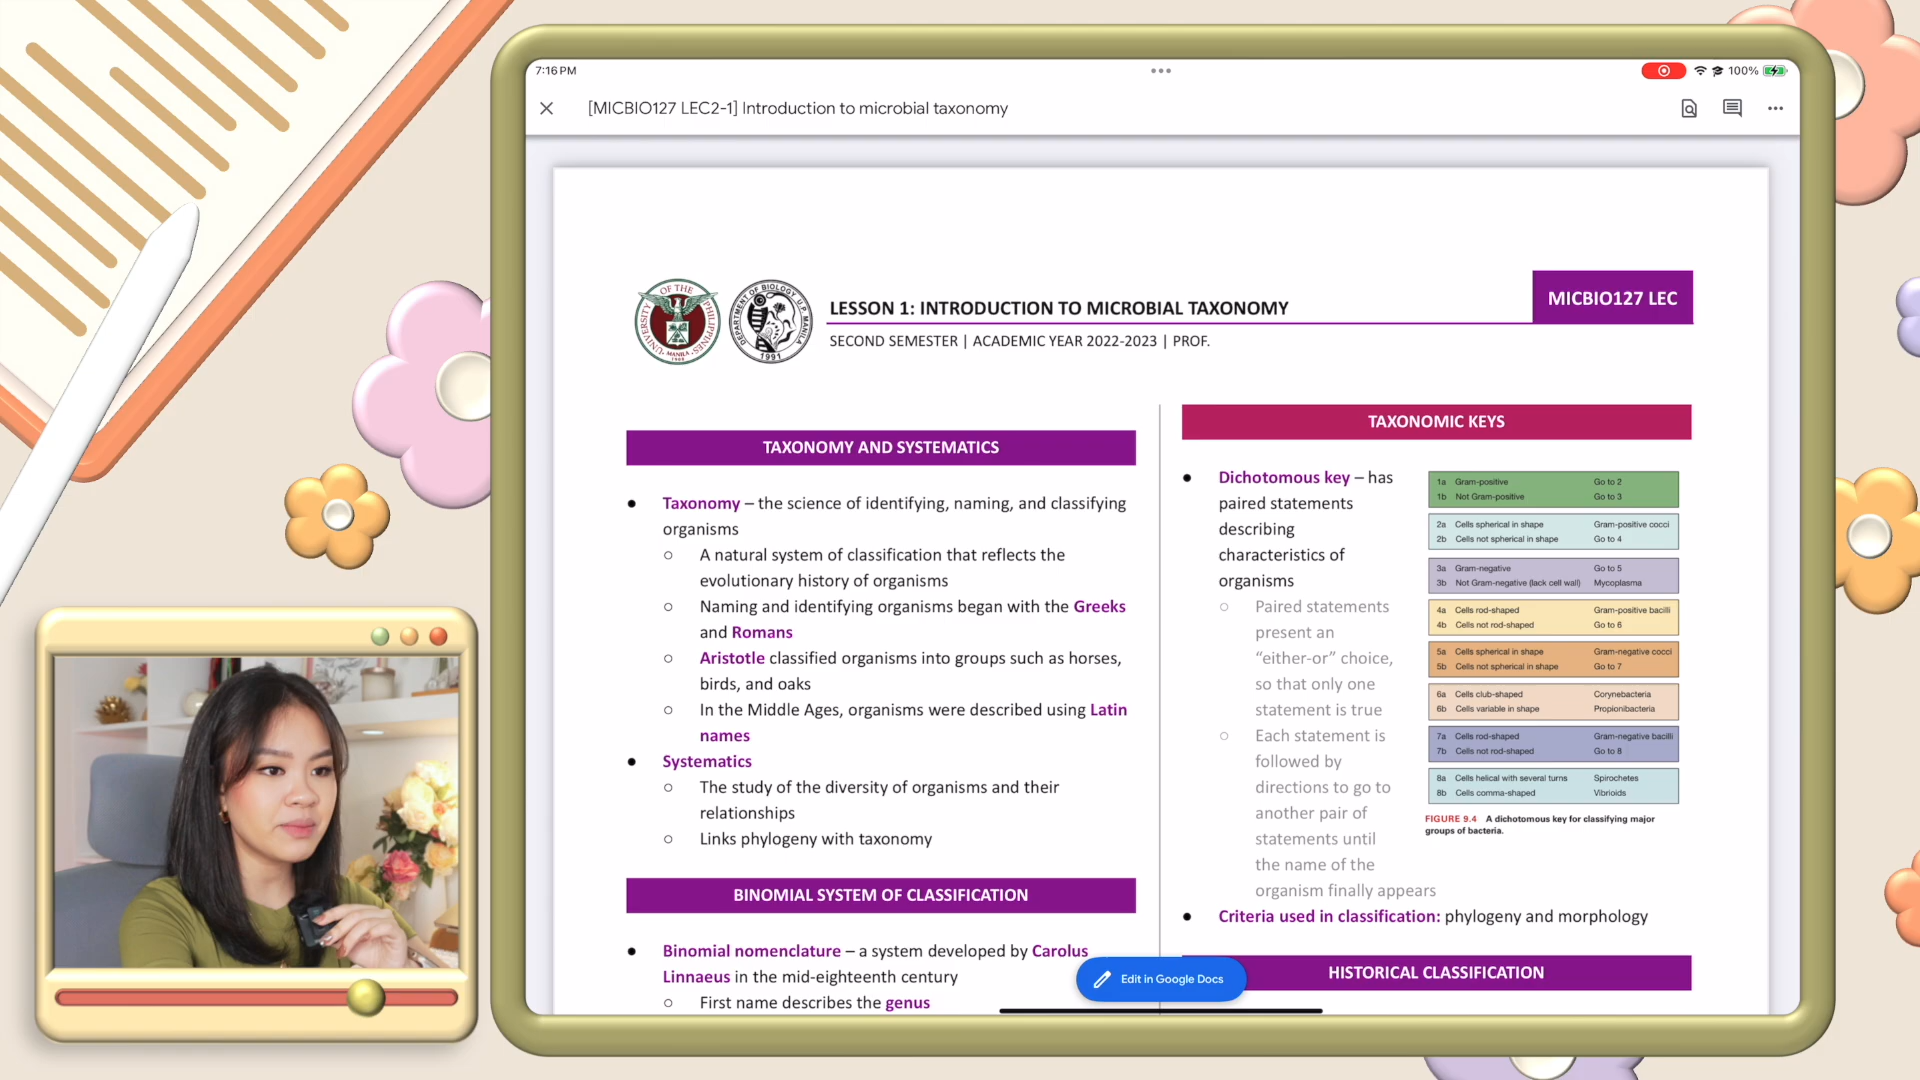 7:16 PM
100%
[MICBIO127 LEC2-1] Introduction to microbial taxonomy
UNIVERSITY OF THE PHILIPPINES
MANILA
1908
DEPARTMENT OF BIOLOGY U.P. MANILA
1991
LESSON 1: INTRODUCTION TO MICROBIAL TAXONOMY
MICBIO127 LEC
SECOND SEMESTER | ACADEMIC YEAR 2022-2023 | PROF.
TAXONOMY AND SYSTEMATICS
● Taxonomy – the science of identifying, naming, and classifying
organisms
○ A natural system of classification that reflects the
evolutionary history of organisms
○ Naming and identifying organisms began with the Greeks
and Romans
○ Aristotle classified organisms into groups such as horses,
birds, and oaks
○ In the Middle Ages, organisms were described using Latin
names
● Systematics
○ The study of the diversity of organisms and their
relationships
○ Links phylogeny with taxonomy
BINOMIAL SYSTEM OF CLASSIFICATION
● Binomial nomenclature – a system developed by Carolus
Linnaeus in the mid-eighteenth century
○ First name describes the genus
TAXONOMIC KEYS
● Dichotomous key – has
paired statements
describing
characteristics of
organisms
○ Paired statements
present an
“either-or” choice,
so that only one
statement is true
○ Each statement is
followed by
directions to go to
another pair of
statements until
the name of the
organism finally appears
1a Gram-positive Go to 2
1b Not Gram-positive Go to 3
2a Cells spherical in shape Gram-positive cocci
2b Cells not spherical in shape Go to 4
3a Gram-negative Go to 5
3b Not Gram-negative (lack cell wall) Mycoplasma
4a Cells rod-shaped Gram-positive bacilli
4b Cells not rod-shaped Go to 6
5a Cells spherical in shape Gram-negative cocci
5b Cells not spherical in shape Go to 7
6a Cells club-shaped Corynebacteria
6b Cells variable in shape Propionibacteria
7a Cells rod-shaped Gram-negative bacilli
7b Cells not rod-shaped Go to 8
8a Cells helical with several turns Spirochetes
8b Cells comma-shaped Vibrioids
FIGURE 9.4 A dichotomous key for classifying major
groups of bacteria.
● Criteria used in classification: phylogeny and morphology
HISTORICAL CLASSIFICATION
Edit in Google Docs